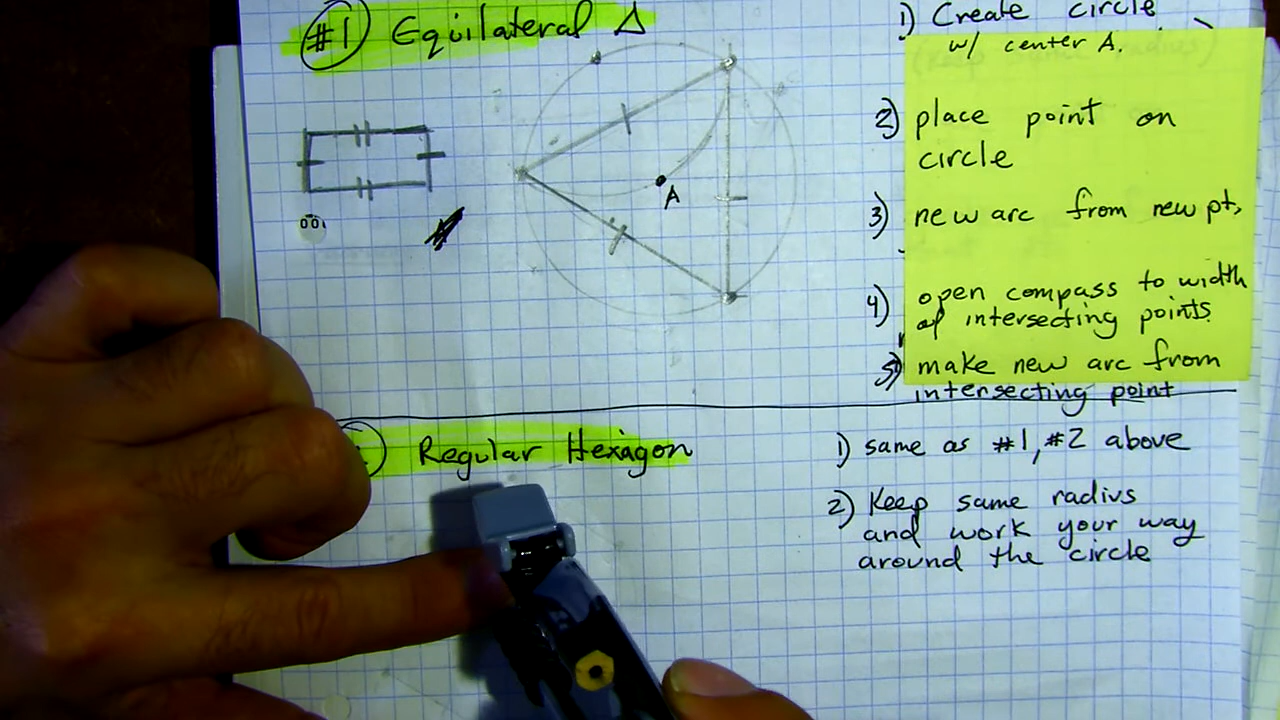 #1 Equilateral Δ
A
1) Create circle
w/ center A.
2) place point on
circle
3) new arc from new pt.
4) open compass to width
of intersecting points
5) make new arc from
intersecting point
Regular Hexagon
1) same as #1, #2 above
2) Keep same radius
and work your way
around the circle